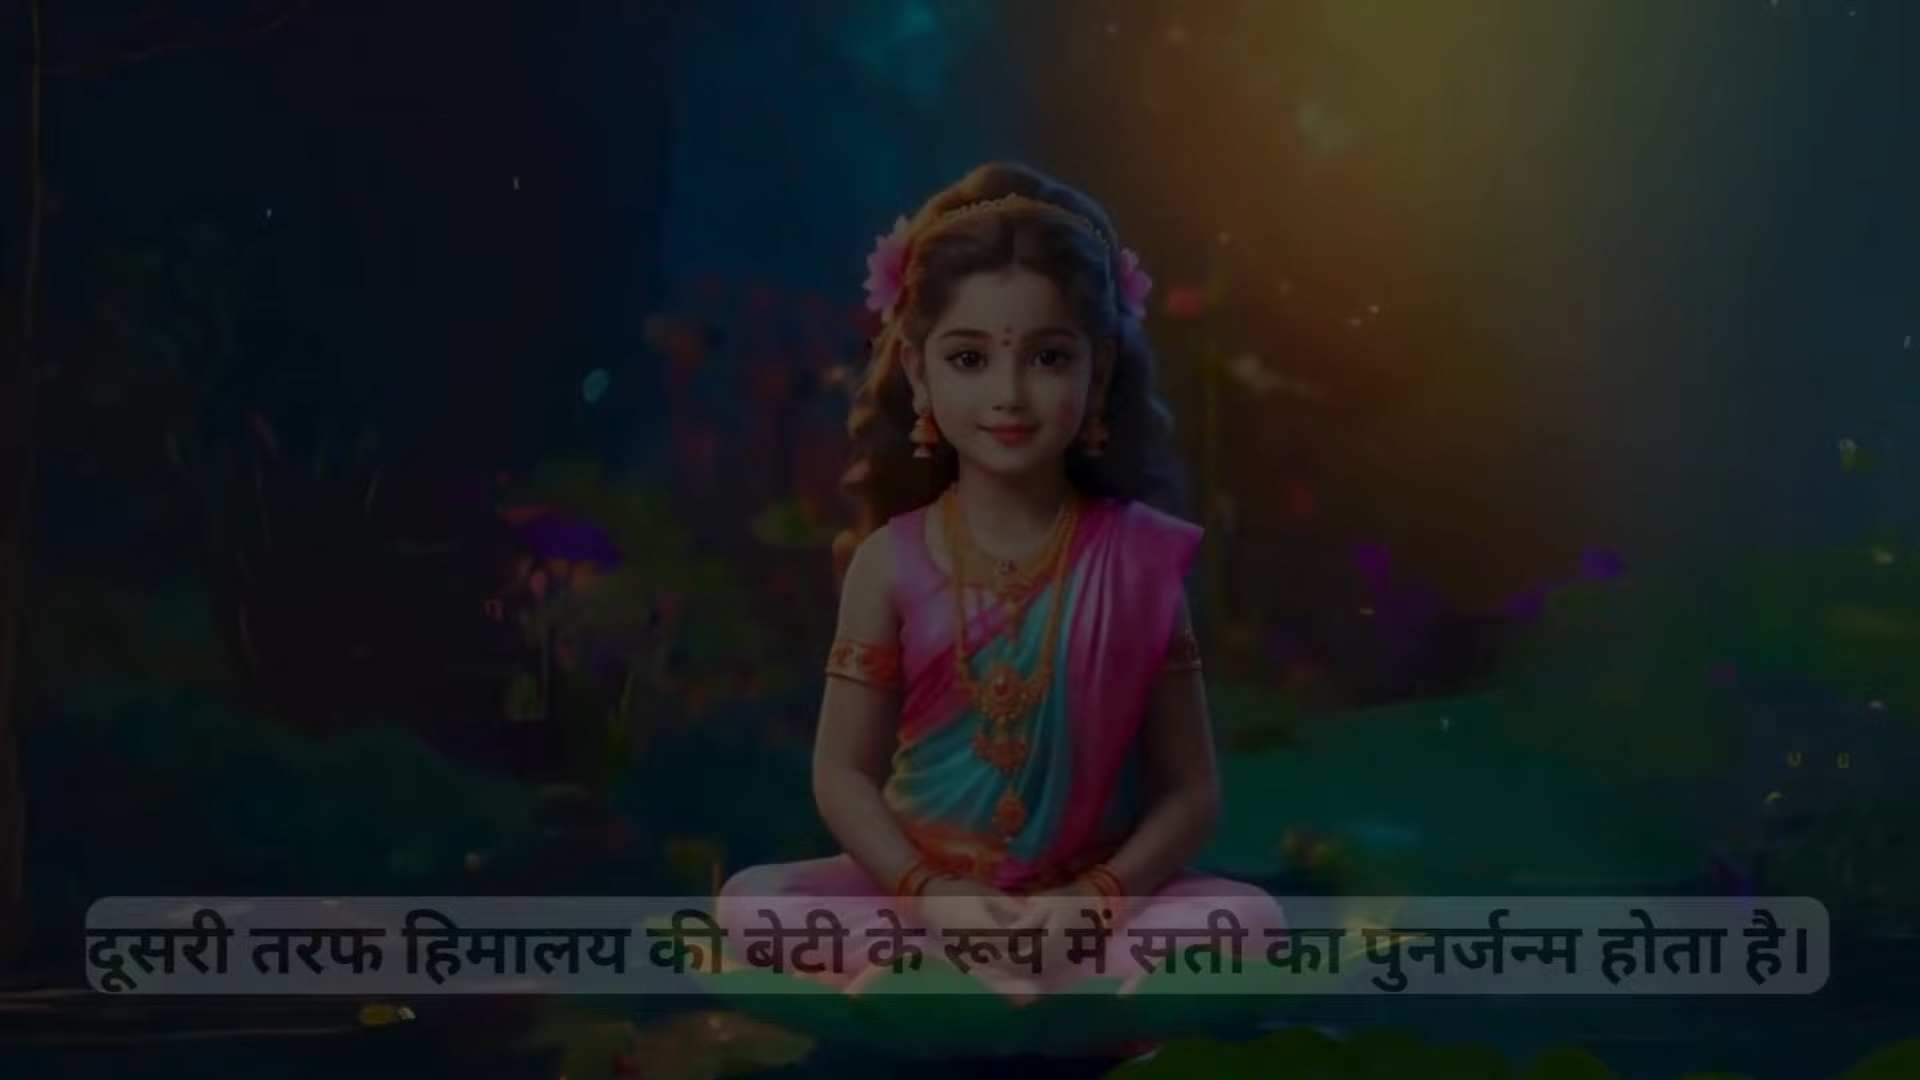 दूसरी तरफ हिमालय की बेटी के रूप में सती का पुनर्जन्म होता है।